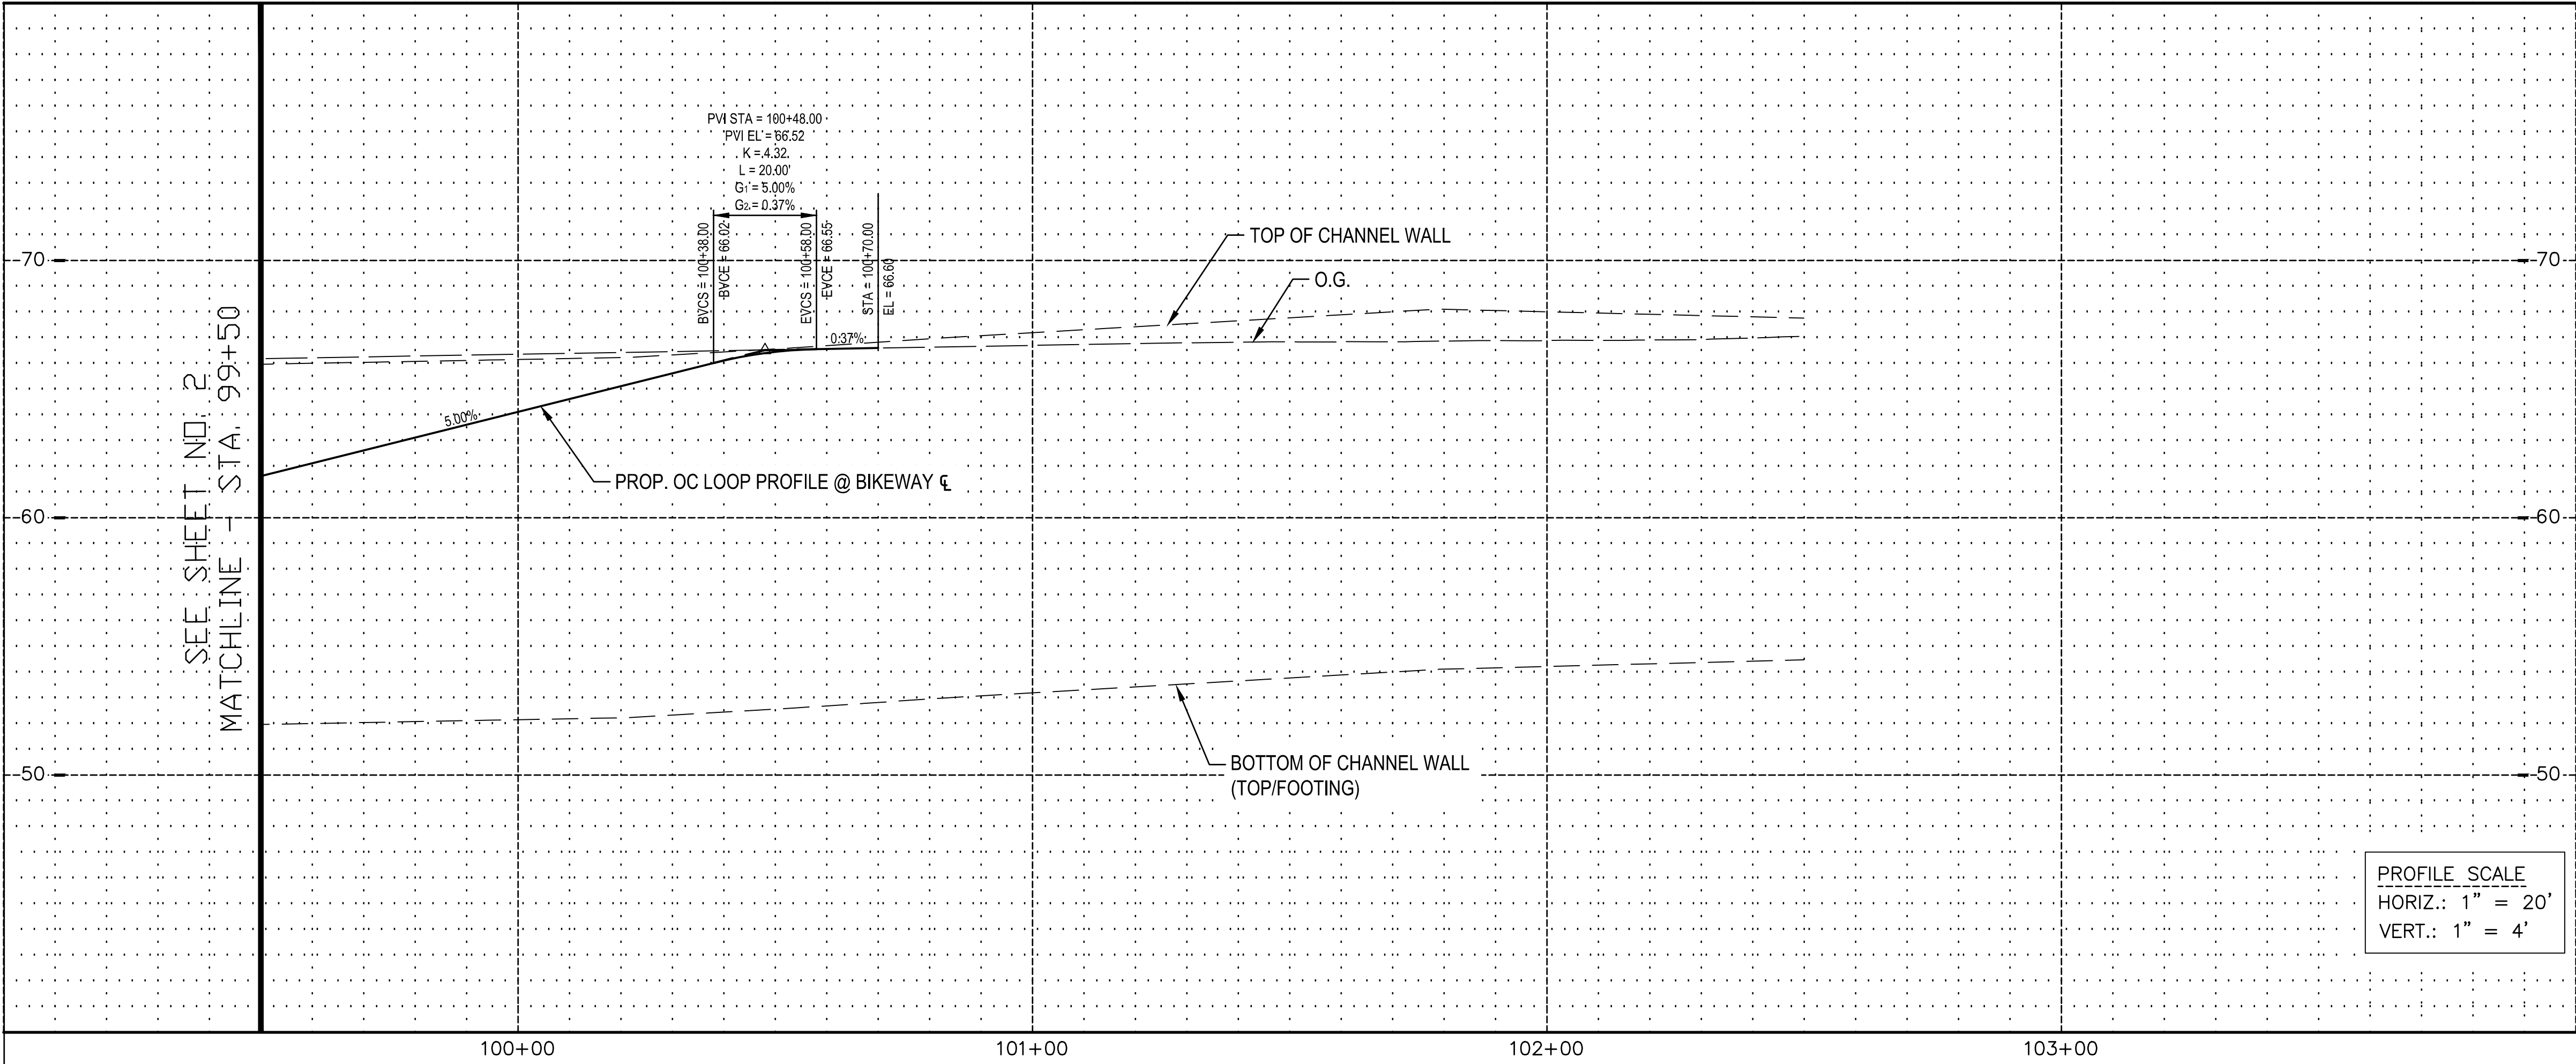 PVI STA = 100+48.00
PVI EL = 66.52
K = 4.32
L = 20.00'
G1 = 5.00%
G2 = 0.37%
BVCS = 100+38.00
BVCE = 66.02
EVCS = 100+58.00
EVCE = 66.55
STA = 100+70.00
EL = 66.60
TOP OF CHANNEL WALL
70
70
O.G.
0.37%
SEE SHEET NO. 2
MATCHLINE - STA. 99+50
5.00%
PROP. OC LOOP PROFILE @ BIKEWAY ℄
60
60
BOTTOM OF CHANNEL WALL
(TOP/FOOTING)
50
50
PROFILE SCALE
HORIZ.: 1" = 20'
VERT.: 1" = 4'
100+00
101+00
102+00
103+00